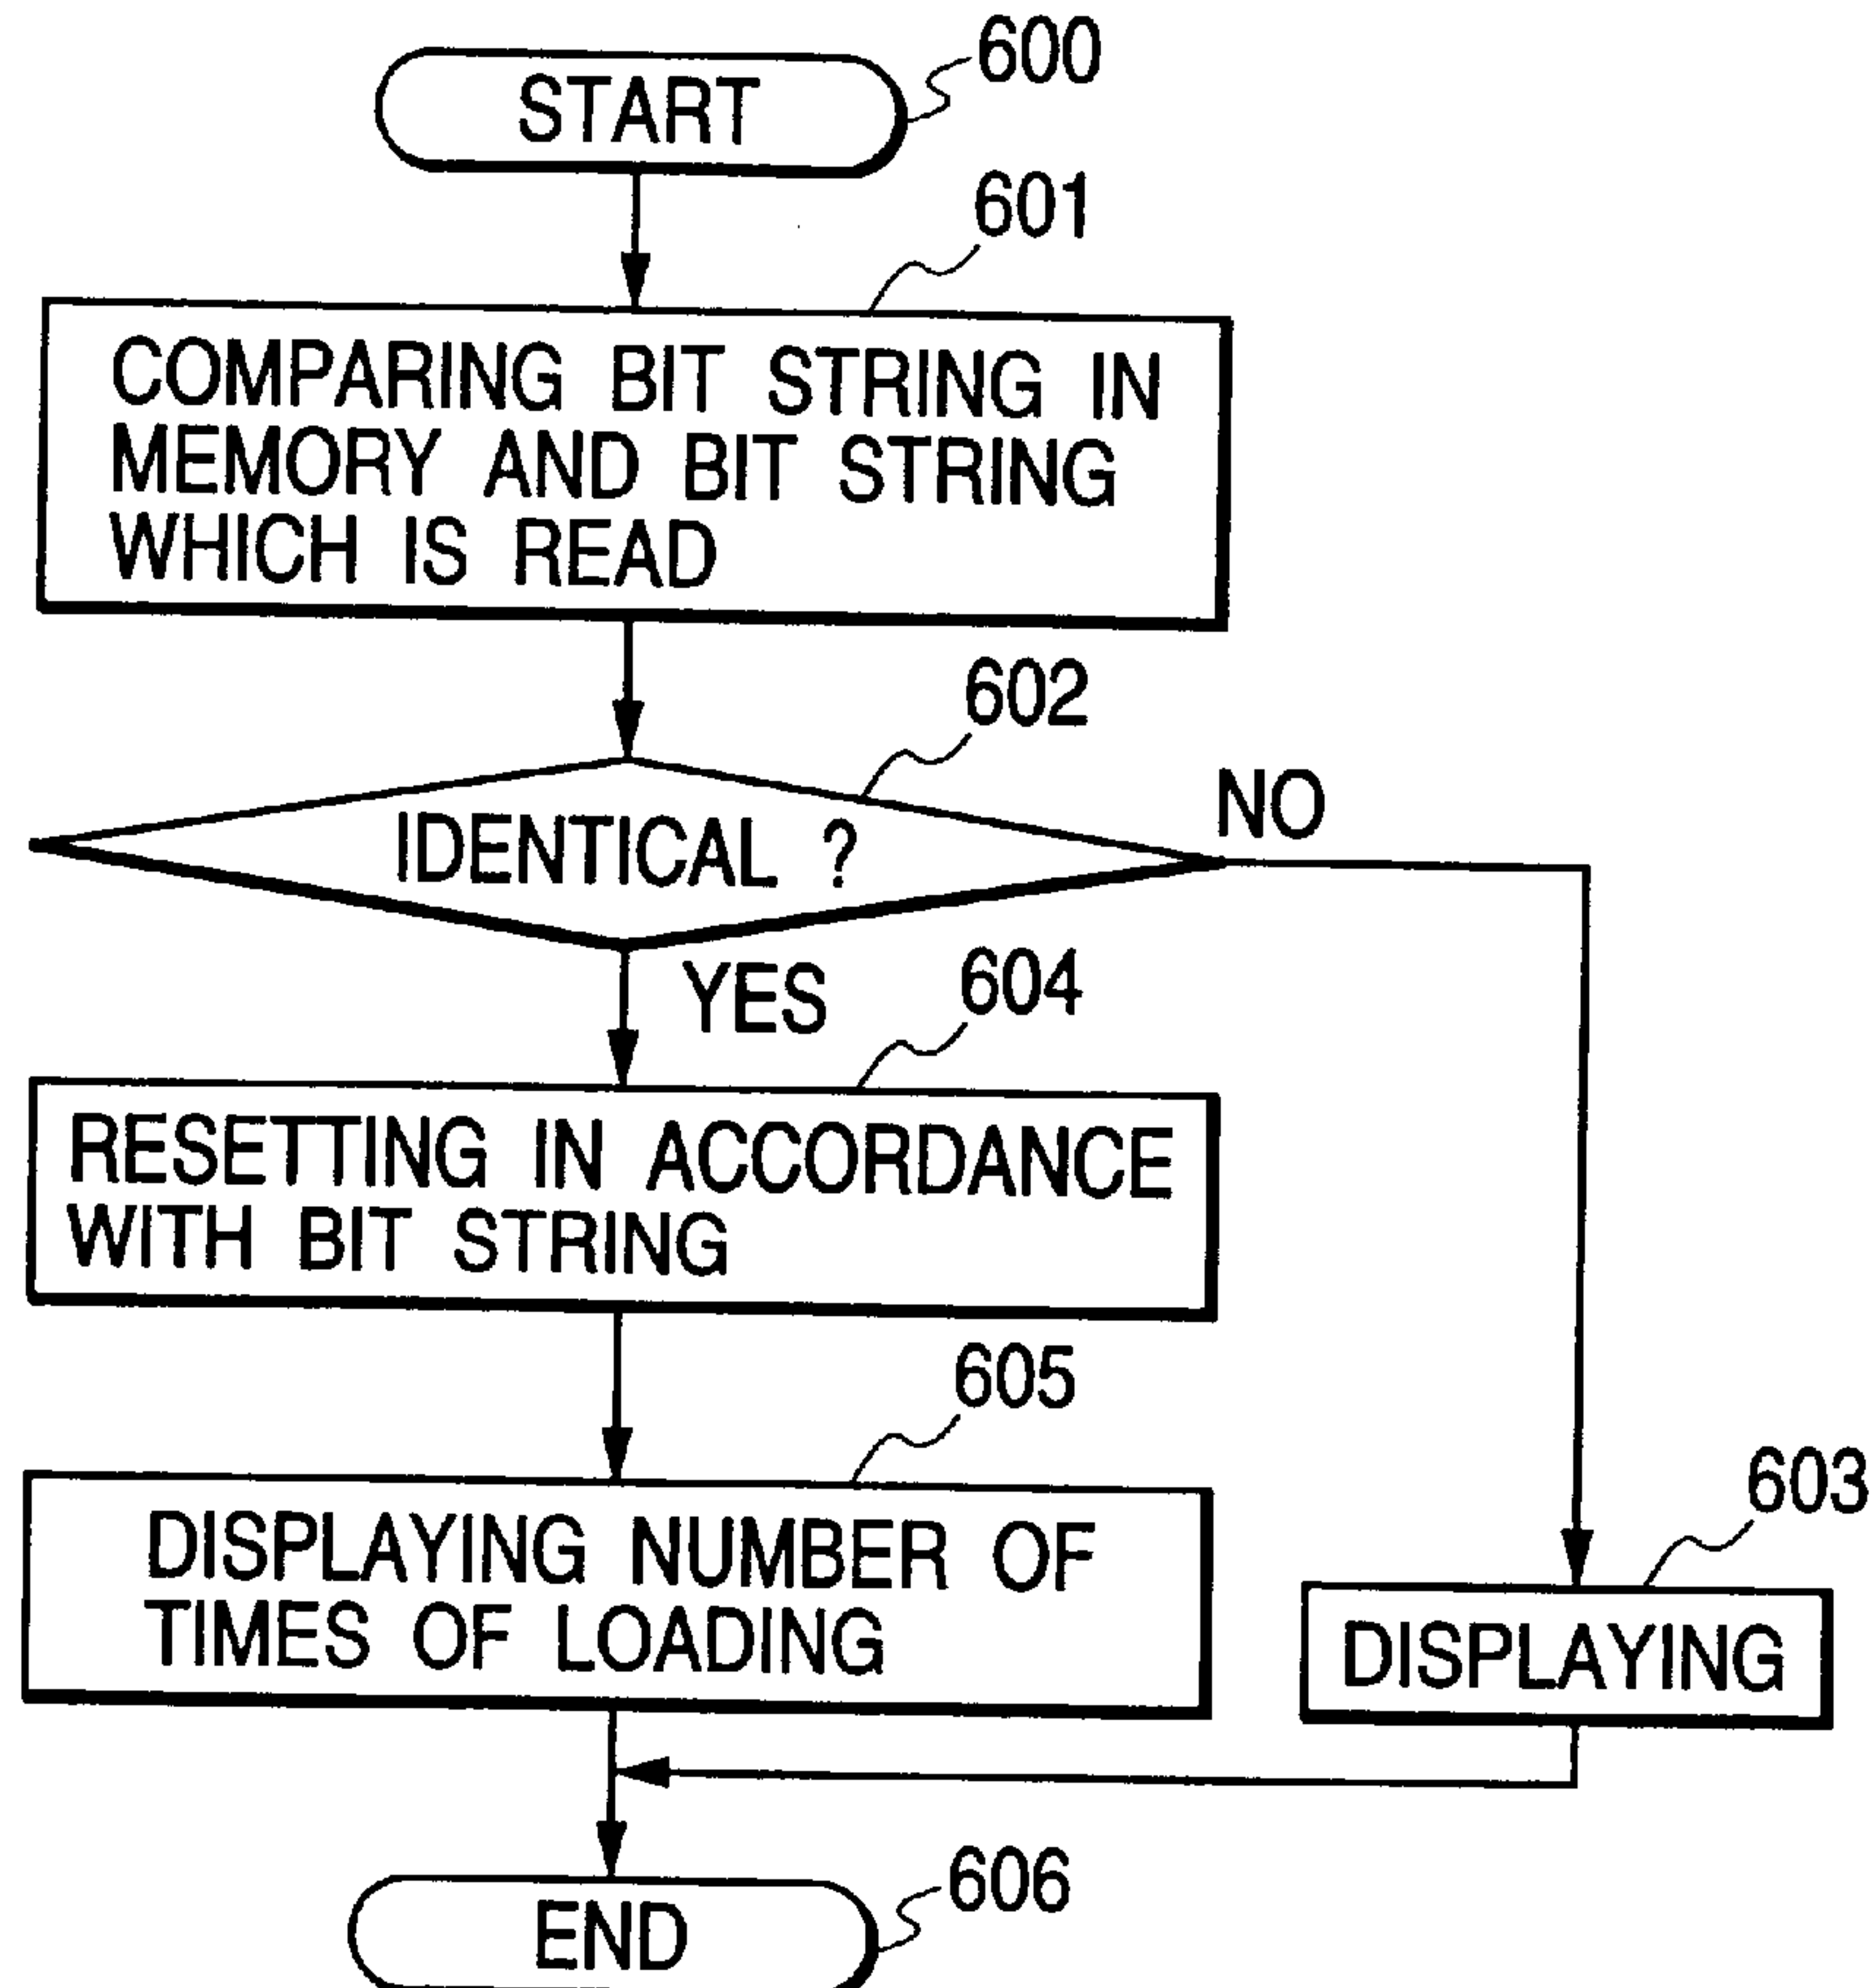 START
600
601
COMPARING BIT STRING IN
MEMORY AND BIT STRING
WHICH IS READ
602
IDENTICAL ?
NO
YES
604
RESETTING IN ACCORDANCE
WITH BIT STRING
605
DISPLAYING NUMBER OF
TIMES OF LOADING
603
DISPLAYING
606
END